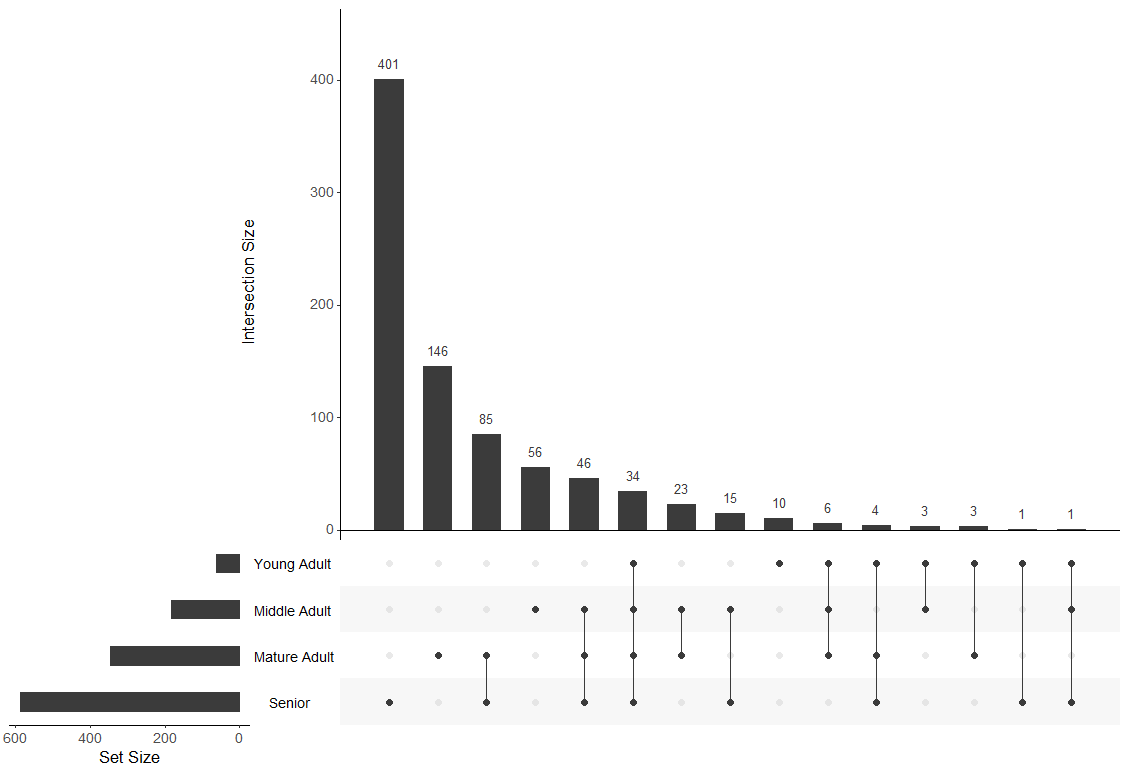 401
400
300
Intersection Size
200
146
100
85
56
46
34
23
15
10
6
4
3
3
1
1
0
Young Adult
Middle Adult
Mature Adult
Senior
600 400 200 0
Set Size